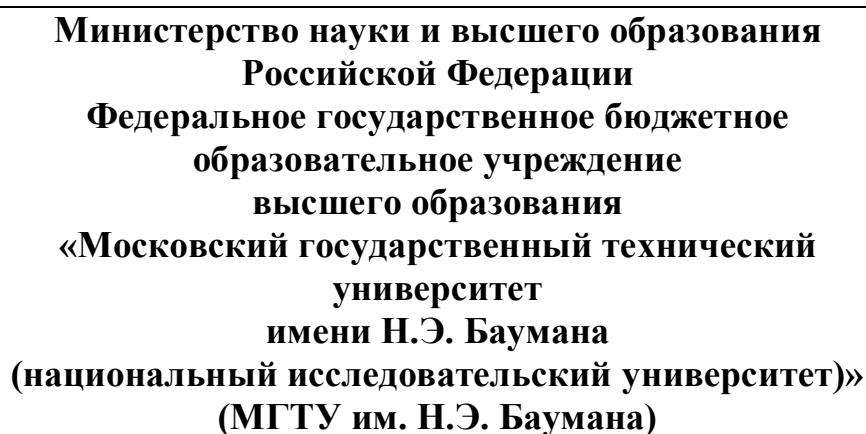 Министерство науки и высшего образования
Российской Федерации
Федеральное государственное бюджетное
образовательное учреждение
высшего образования
«Московский государственный технический
университет
имени Н.Э. Баумана
(национальный исследовательский университет)»
(МГТУ им. Н.Э. Баумана)